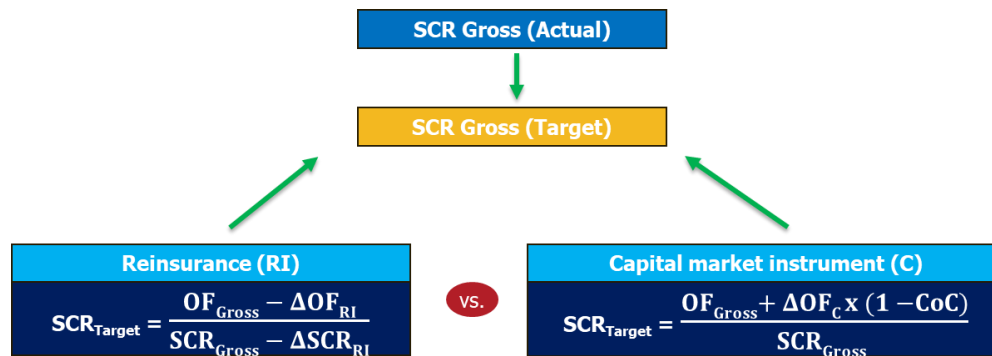 SCR Gross (Actual)
SCR Gross (Target)
Reinsurance (RI)
SCR_Target = (OF_Gross − ΔOF_RI) / (SCR_Gross − ΔSCR_RI)
vs.
Capital market instrument (C)
SCR_Target = (OF_Gross + ΔOF_C x (1 −CoC)) / SCR_Gross